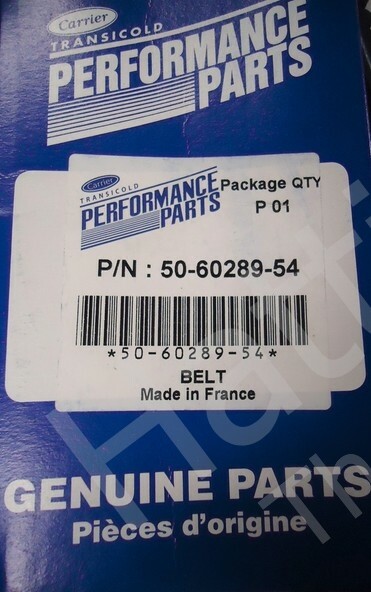 Carrier
TRANSICOLD
PERFORMANCE
PARTS
Carrier
TRANSICOLD
PERFORMANCE
PARTS
Package QTY
P 01
P/N : 50-60289-54
*50-60289-54*
BELT
Made in France
GENUINE PARTS
Pièces d'origine